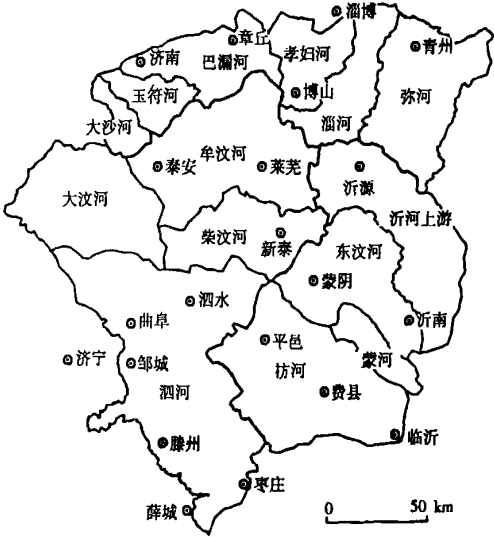 淄博
章丘
孝妇河
青州
济南
巴漏河
玉符河
博山
弥河
大沙河
淄河
牟汶河
泰安
莱芜
沂源
大汶河
沂河上游
柴汶河
新泰
东汶河
蒙阴
泗水
曲阜
沂南
平邑
济宁
邹城
蒙河
祊河
泗河
费县
滕州
临沂
枣庄
薛城
0 50 km